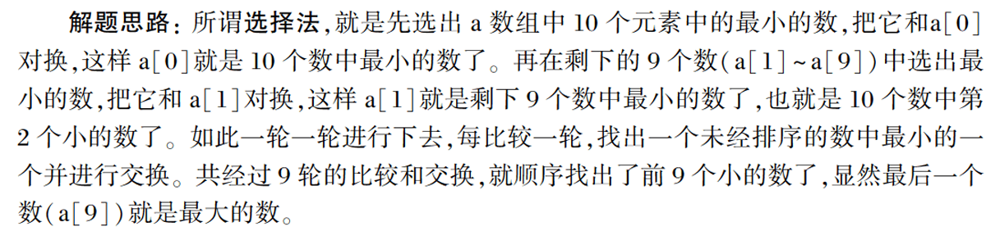 解题思路：所谓选择法，就是先选出 a 数组中 10 个元素中的最小的数，把它和a[0]
对换，这样 a[0]就是 10 个数中最小的数了。再在剩下的 9 个数(a[1]~a[9])中选出最
小的数，把它和 a[1]对换，这样 a[1]就是剩下 9 个数中最小的数了，也就是 10 个数中第
2 个小的数了。如此一轮一轮进行下去，每比较一轮，找出一个未经排序的数中最小的一
个并进行交换。共经过 9 轮的比较和交换，就顺序找出了前 9 个小的数了，显然最后一个
数(a[9])就是最大的数。